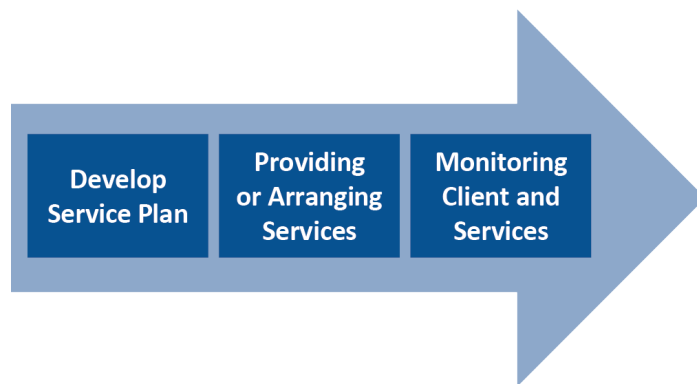 Develop
Service Plan
Providing
or Arranging
Services
Monitoring
Client and
Services